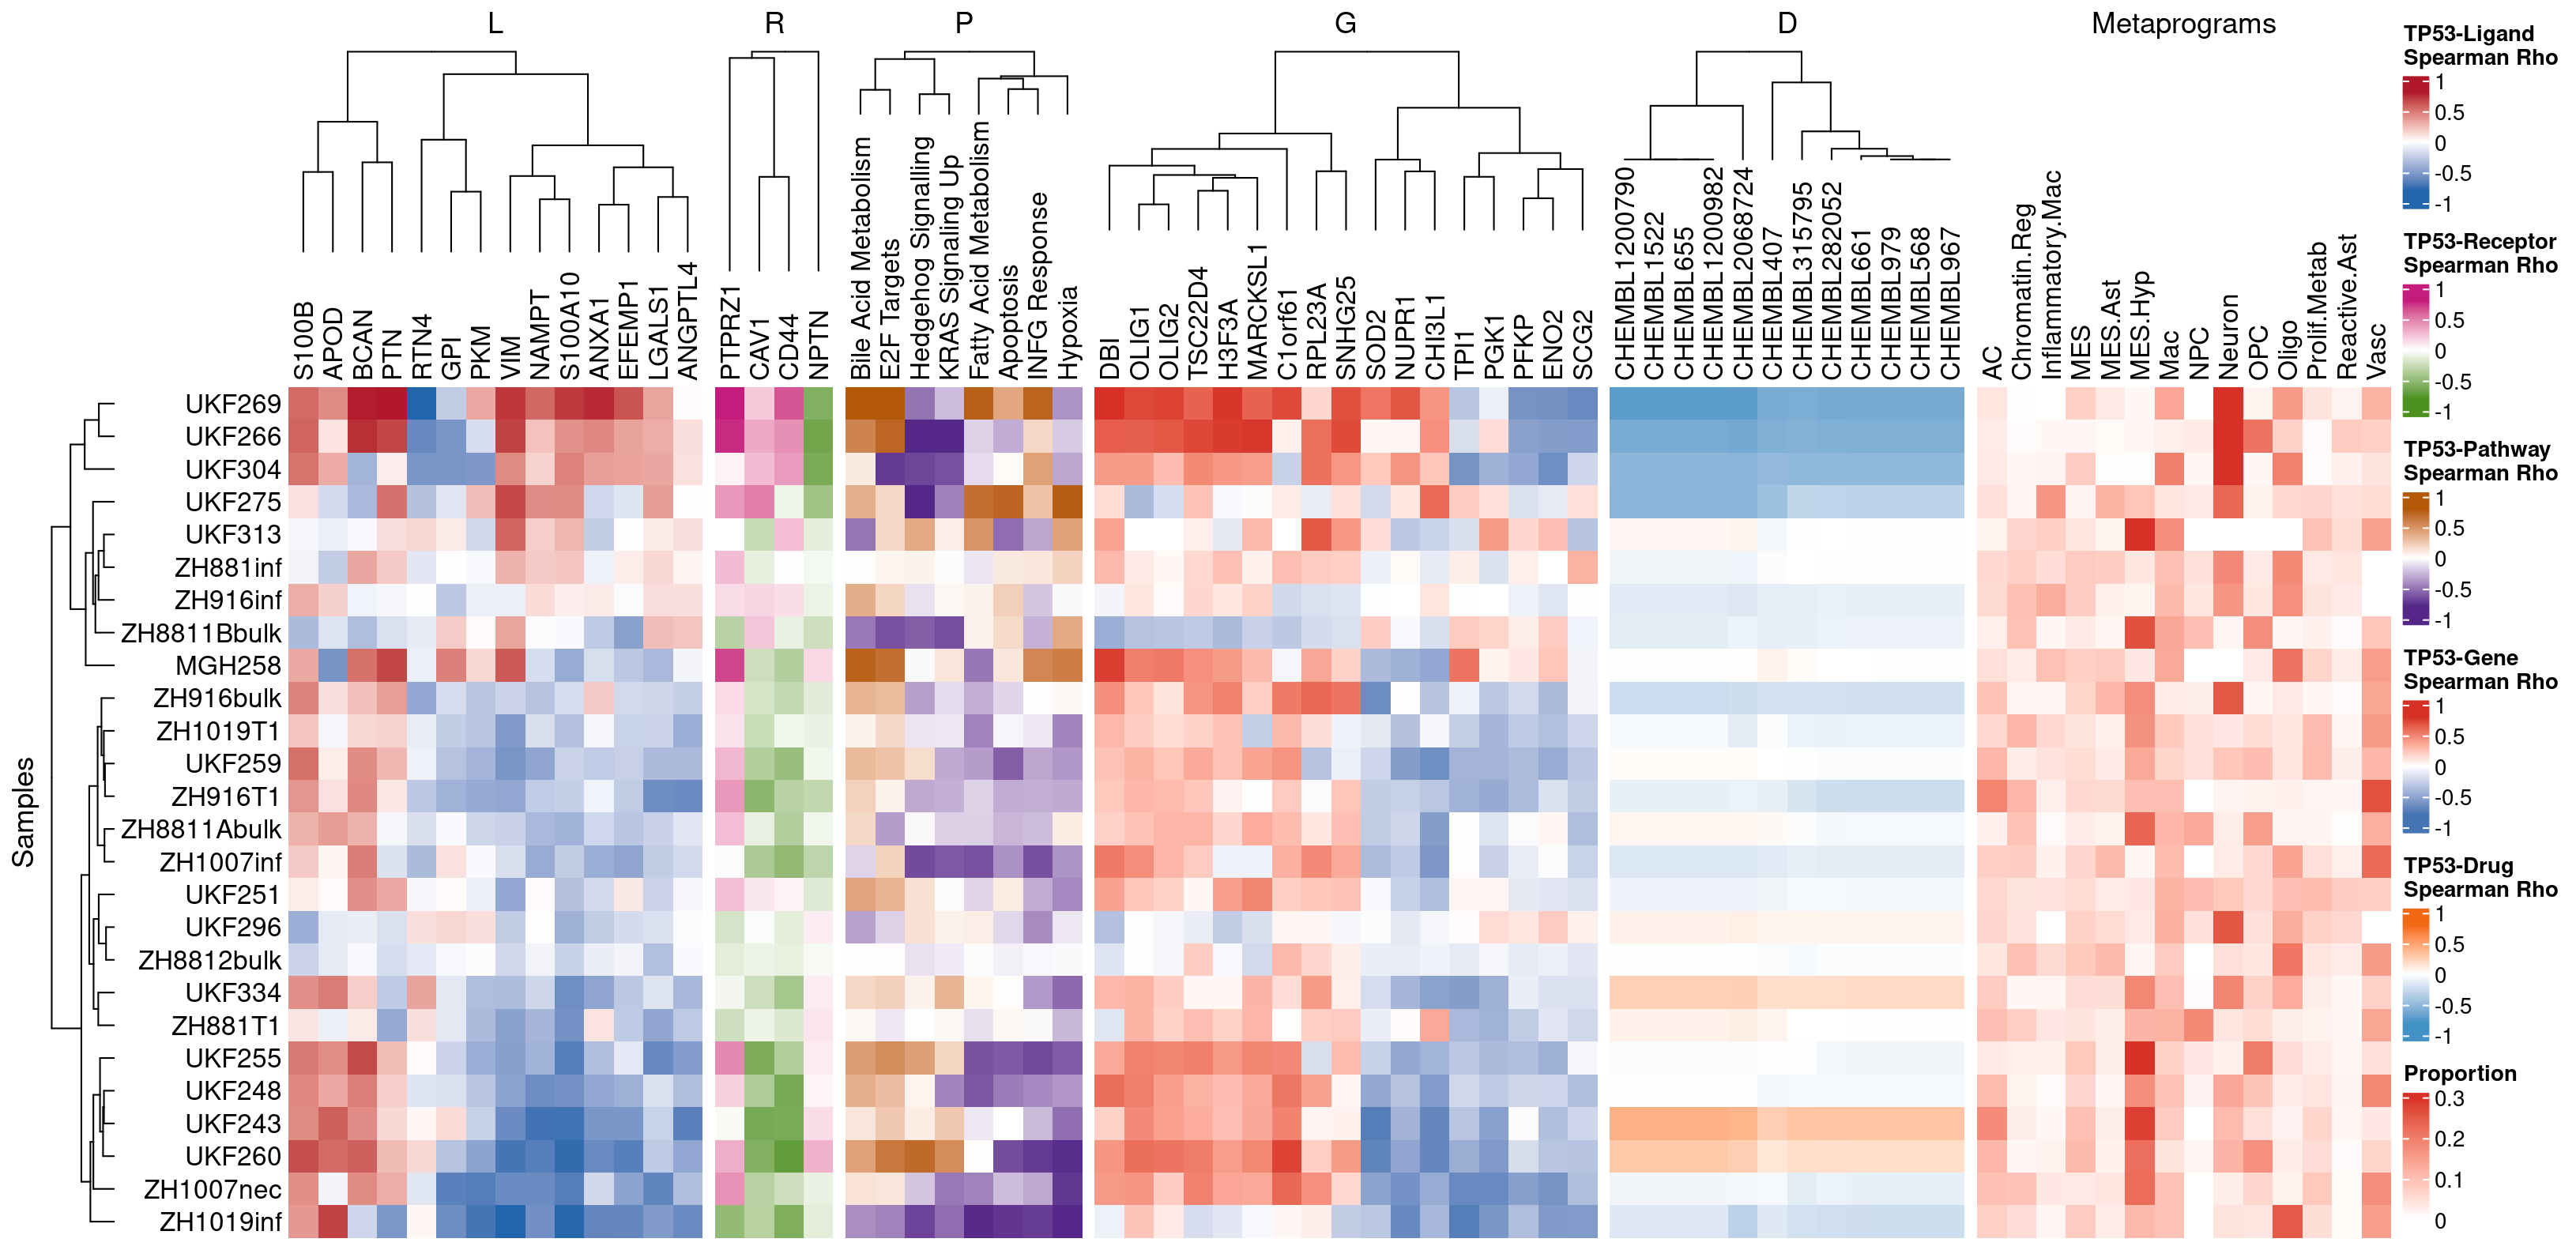 L R P G D Metaprograms
S100B
APOD
BCAN
PTN
RTN4
GPI
PKM
VIM
NAMPT
S100A10
ANXA1
EFEMP1
LGALS1
ANGPTL4
PTPRZ1
CAV1
CD44
NPTN
Bile Acid Metabolism
E2F Targets
Hedgehog Signalling
KRAS Signaling Up
Fatty Acid Metabolism
Apoptosis
INFG Response
Hypoxia
DBI
OLIG1
OLIG2
TSC22D4
H3F3A
MARCKSL1
C1orf61
RPL23A
SNHG25
SOD2
NUPR1
CHI3L1
TPI1
PGK1
PFKP
ENO2
SCG2
CHEMBL1200790
CHEMBL1522
CHEMBL655
CHEMBL1200982
CHEMBL2068724
CHEMBL407
CHEMBL315795
CHEMBL282052
CHEMBL661
CHEMBL979
CHEMBL568
CHEMBL967
AC
Chromatin.Reg
Inflammatory.Mac
MES
MES.Ast
MES.Hyp
Mac
NPC
Neuron
OPC
Oligo
Prolif.Metab
Reactive.Ast
Vasc
Samples
UKF269
UKF266
UKF304
UKF275
UKF313
ZH881inf
ZH916inf
ZH8811Bbulk
MGH258
ZH916bulk
ZH1019T1
UKF259
ZH916T1
ZH8811Abulk
ZH1007inf
UKF251
UKF296
ZH8812bulk
UKF334
ZH881T1
UKF255
UKF248
UKF243
UKF260
ZH1007nec
ZH1019inf
TP53-Ligand
Spearman Rho
1
0.5
0
-0.5
-1
TP53-Receptor
Spearman Rho
1
0.5
0
-0.5
-1
TP53-Pathway
Spearman Rho
1
0.5
0
-0.5
-1
TP53-Gene
Spearman Rho
1
0.5
0
-0.5
-1
TP53-Drug
Spearman Rho
1
0.5
0
-0.5
-1
Proportion
0.3
0.2
0.1
0